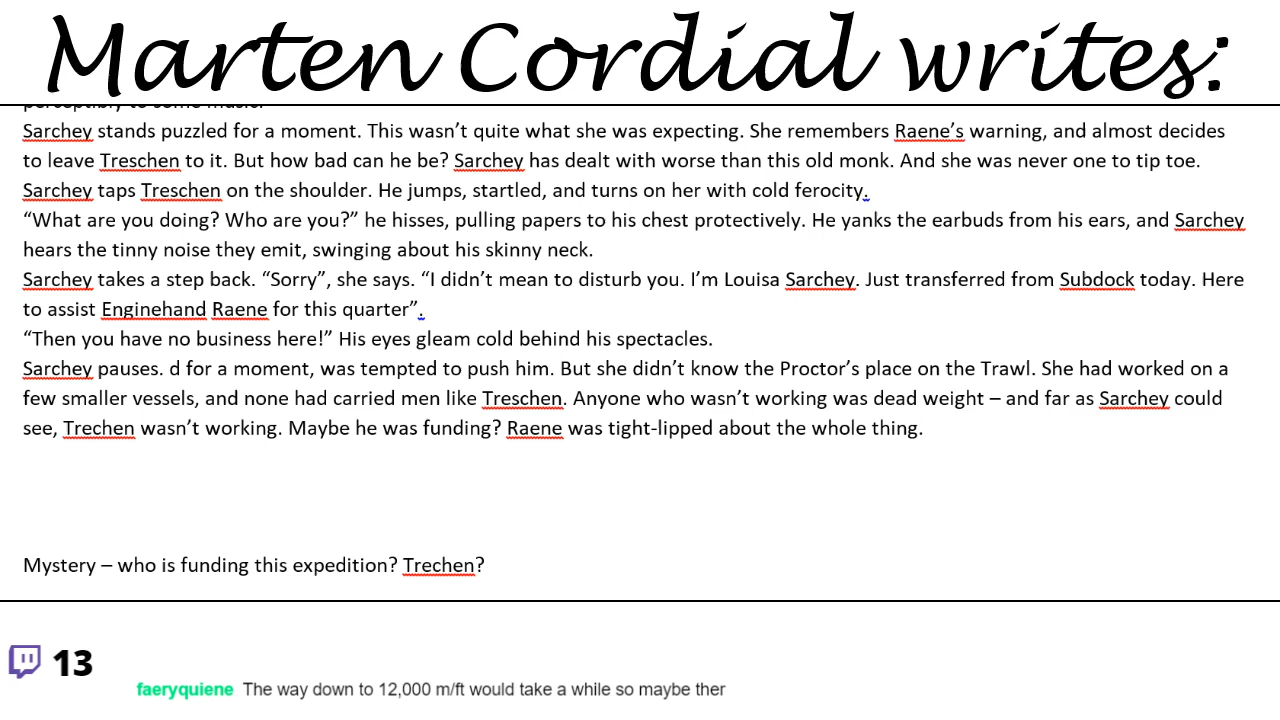 Marten Cordial writes:
perceptibly to some music.
Sarchey stands puzzled for a moment. This wasn’t quite what she was expecting. She remembers Raene’s warning, and almost decides
to leave Treschen to it. But how bad can he be? Sarchey has dealt with worse than this old monk. And she was never one to tip toe.
Sarchey taps Treschen on the shoulder. He jumps, startled, and turns on her with cold ferocity.
“What are you doing? Who are you?” he hisses, pulling papers to his chest protectively. He yanks the earbuds from his ears, and Sarchey
hears the tinny noise they emit, swinging about his skinny neck.
Sarchey takes a step back. “Sorry”, she says. “I didn’t mean to disturb you. I’m Louisa Sarchey. Just transferred from Subdock today. Here
to assist Enginehand Raene for this quarter”.
“Then you have no business here!” His eyes gleam cold behind his spectacles.
Sarchey pauses. d for a moment, was tempted to push him. But she didn’t know the Proctor’s place on the Trawl. She had worked on a
few smaller vessels, and none had carried men like Treschen. Anyone who wasn’t working was dead weight – and far as Sarchey could
see, Trechen wasn’t working. Maybe he was funding? Raene was tight-lipped about the whole thing.
Mystery – who is funding this expedition? Trechen?
13
faeryquiene The way down to 12,000 m/ft would take a while so maybe ther